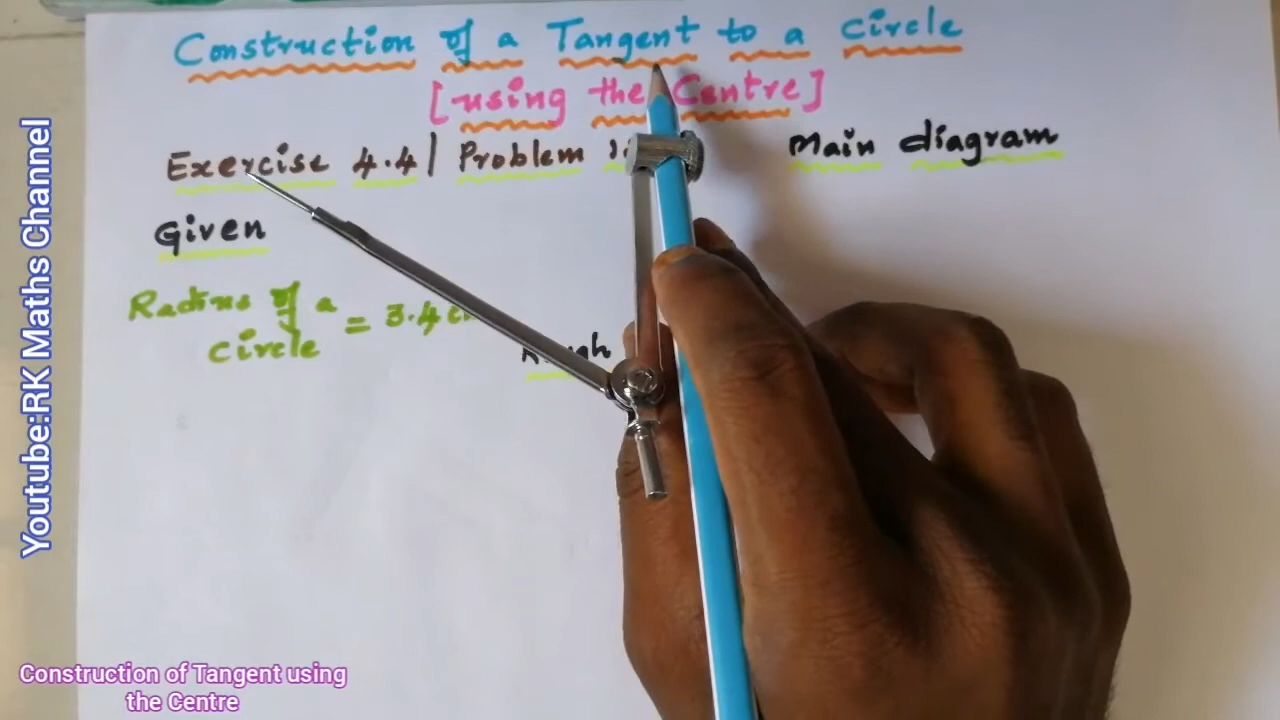 Construction of a Tangent to a Circle
[using the Centre]
Exercise 4.4| Problem
Main diagram
Given
Radius of a
circle = 3.4
Youtube:RK Maths Channel
Construction of Tangent using
the Centre